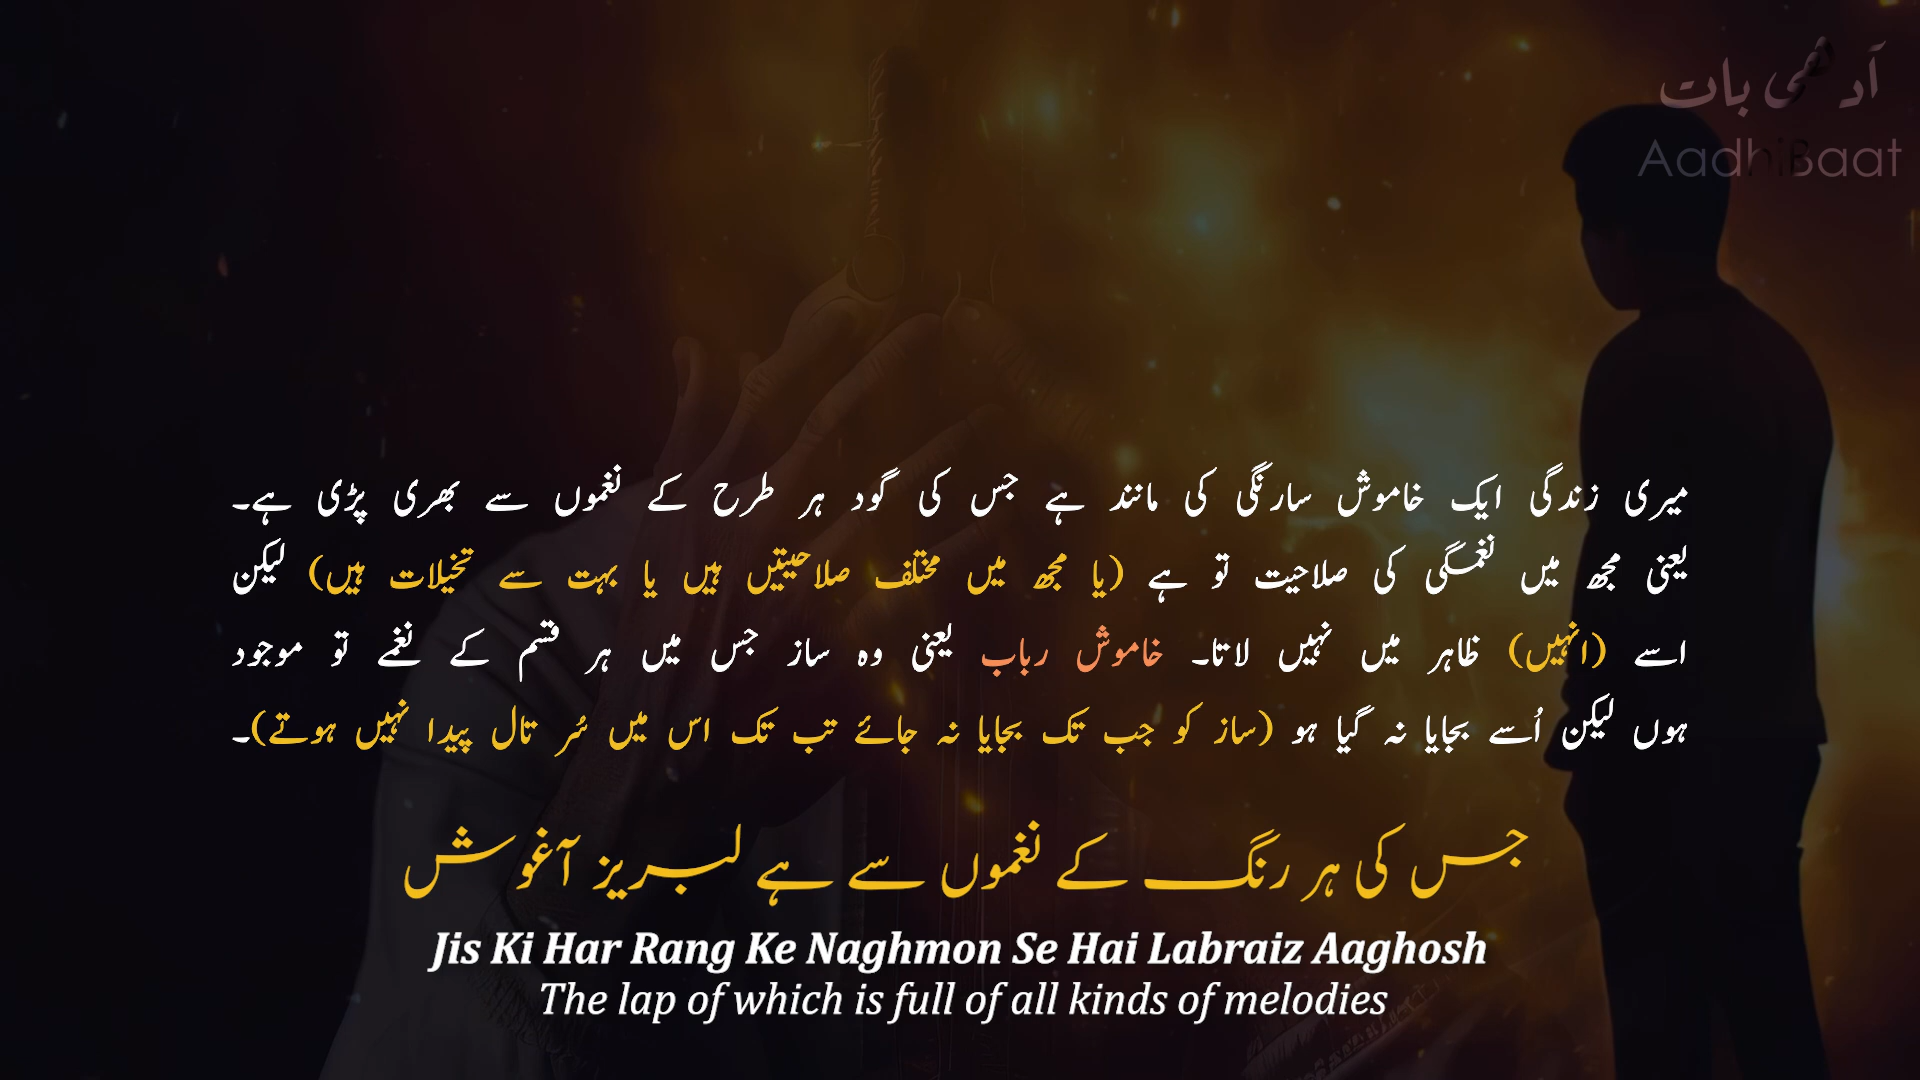 آدھی بات
AadhiBaat
میری زندگی ایک خاموش سارنگی کی مانند ہے جس کی گود ہر طرح کے نغموں سے بھری پڑی ہے۔
یعنی مجھ میں نغمگی کی صلاحیت تو ہے (یا مجھ میں مختلف صلاحیتیں ہیں یا بہت سے تخیلات ہیں) لیکن
اسے (انہیں) ظاہر میں نہیں لاتا۔ خاموش رباب یعنی وہ ساز جس میں ہر قسم کے نغمے تو موجود
ہوں لیکن اُسے بجایا نہ گیا ہو (ساز کو جب تک بجایا نہ جائے تب تک اس میں سُر تال پیدا نہیں ہوتے)۔
جس کی ہر رنگ کے نغموں سے ہے لبریز آغوش
Jis Ki Har Rang Ke Naghmon Se Hai Labraiz Aaghosh
The lap of which is full of all kinds of melodies